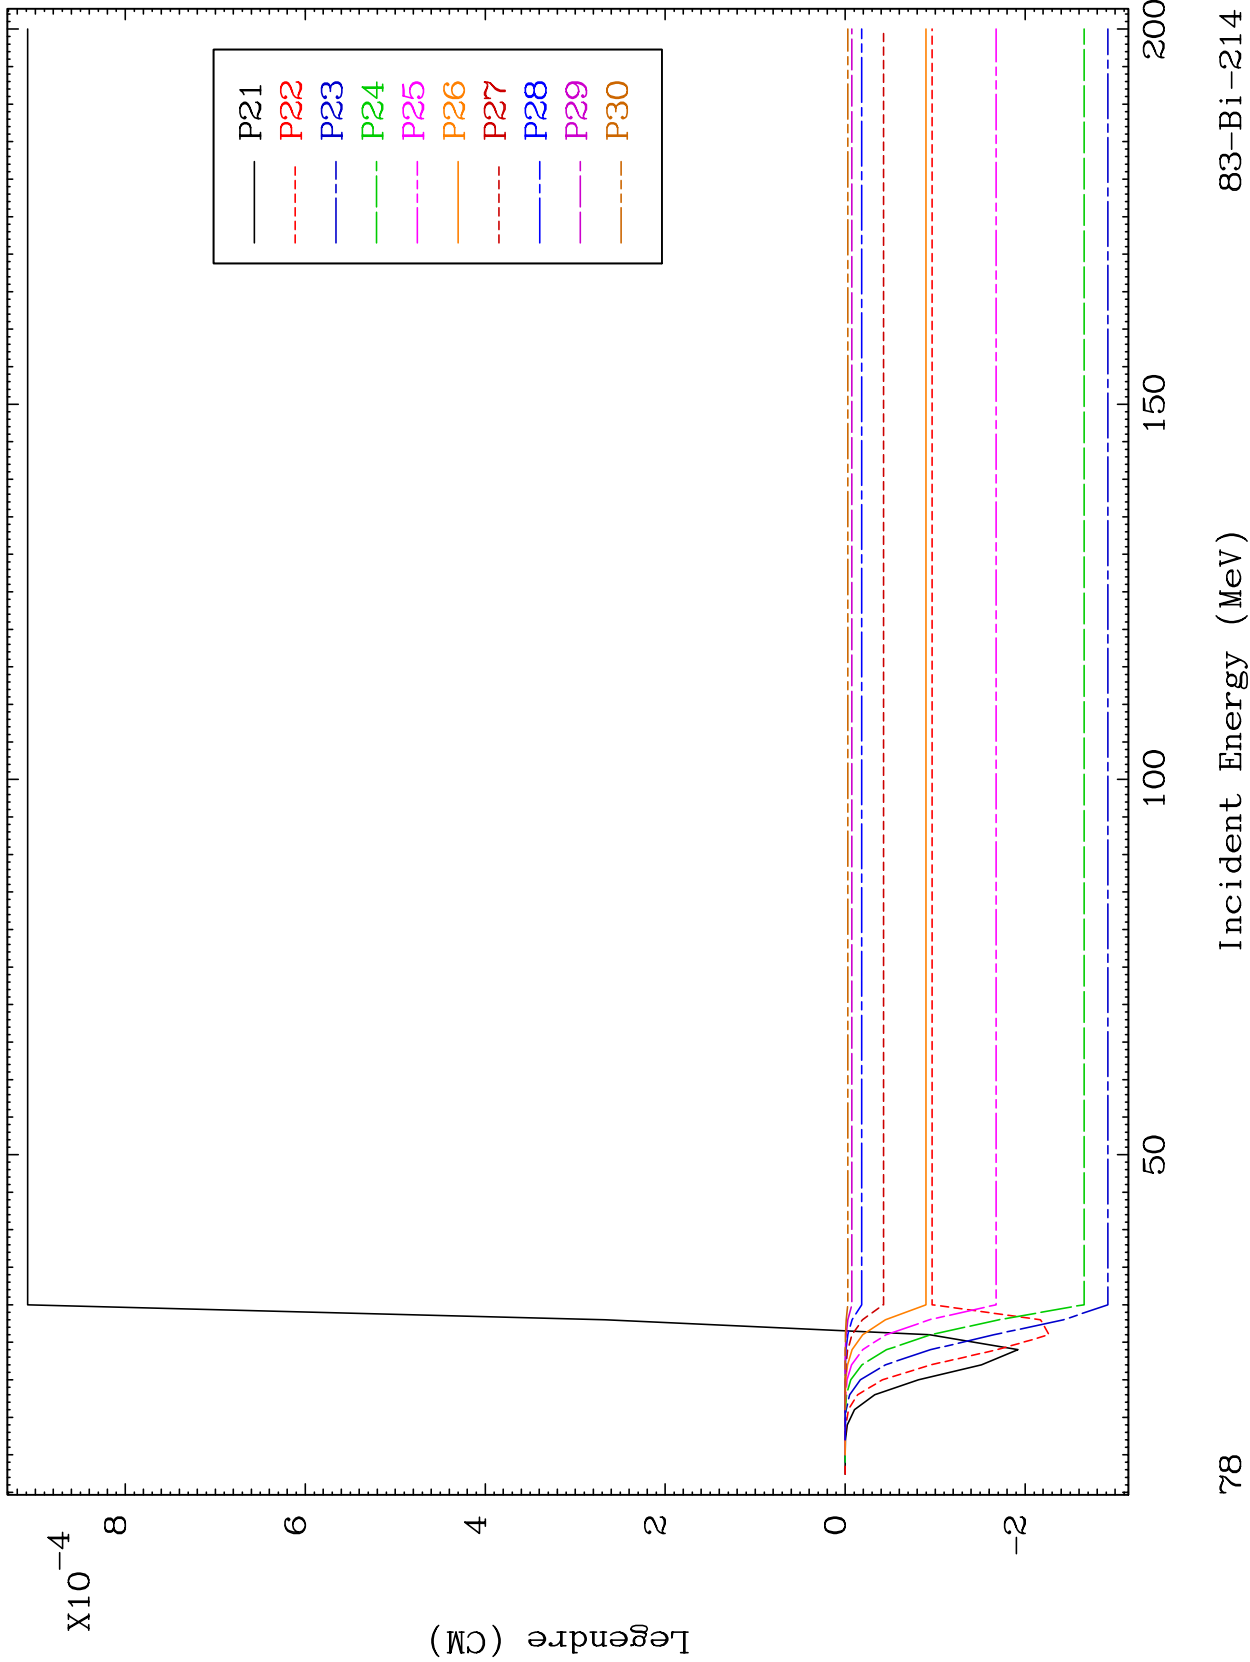 X10-4
8
6
4
2
0
-2
Legendre (CM)
P21
P22
P23
P24
P25
P26
P27
P28
P29
P30
50
100
150
200
78
Incident Energy (MeV)
83-Bi-214